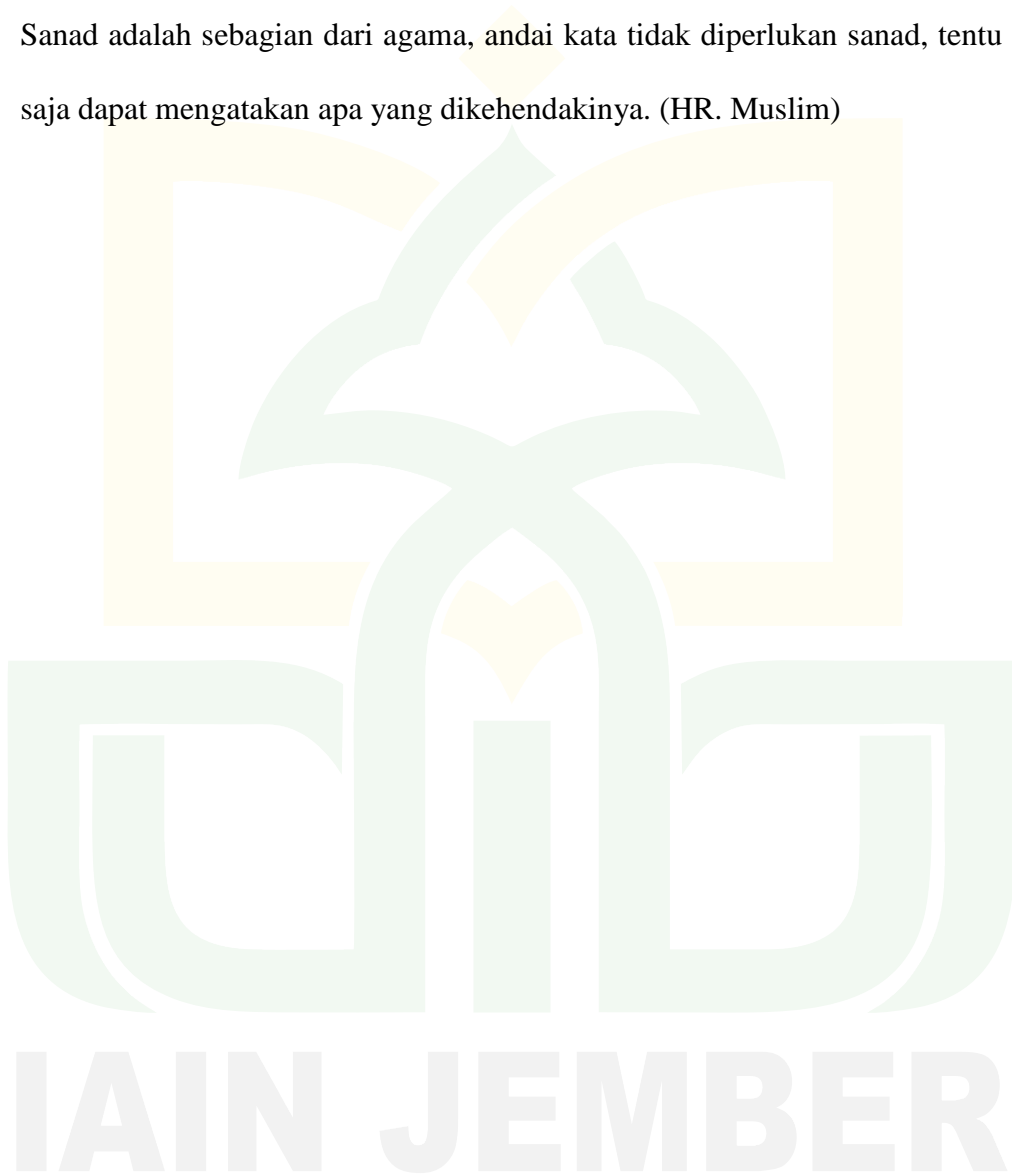 Sanad adalah sebagian dari agama, andai kata tidak diperlukan sanad, tentu
saja dapat mengatakan apa yang dikehendakinya. (HR. Muslim)
IAIN JEMBER